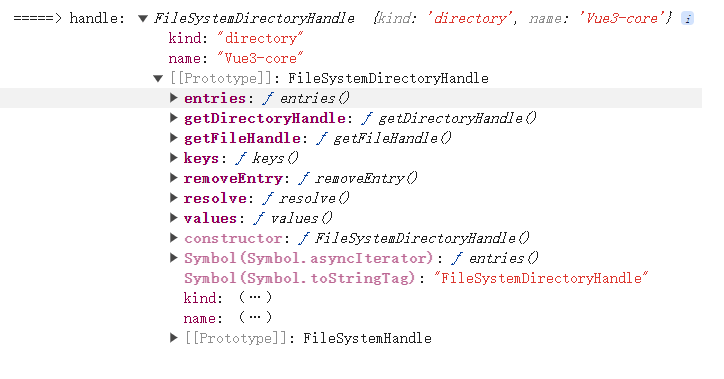 =====> handle: ▼ FileSystemDirectoryHandle {kind: 'directory', name: 'Vue3-core'} i
kind: "directory"
name: "Vue3-core"
▼ [[Prototype]]: FileSystemDirectoryHandle
▶ entries: ƒ entries()
▶ getDirectoryHandle: ƒ getDirectoryHandle()
▶ getFileHandle: ƒ getFileHandle()
▶ keys: ƒ keys()
▶ removeEntry: ƒ removeEntry()
▶ resolve: ƒ resolve()
▶ values: ƒ values()
▶ constructor: ƒ FileSystemDirectoryHandle()
▶ Symbol(Symbol.asyncIterator): ƒ entries()
Symbol(Symbol.toStringTag): "FileSystemDirectoryHandle"
kind: (…)
name: (…)
▶ [[Prototype]]: FileSystemHandle